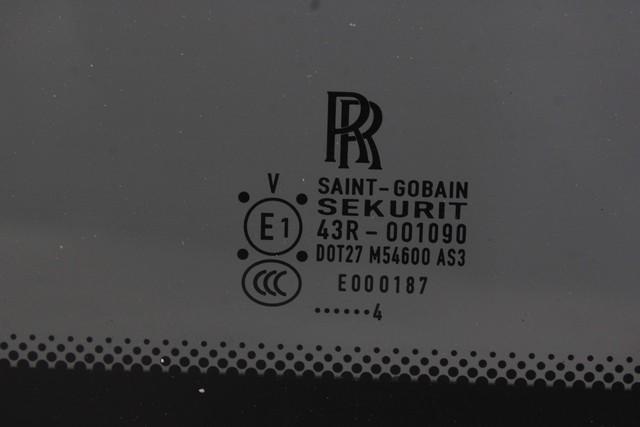 RR
V
SAINT-GOBAIN
SEKURIT
E1
43R-001090
DOT27 M54600 AS3
CCC
E000187
......4